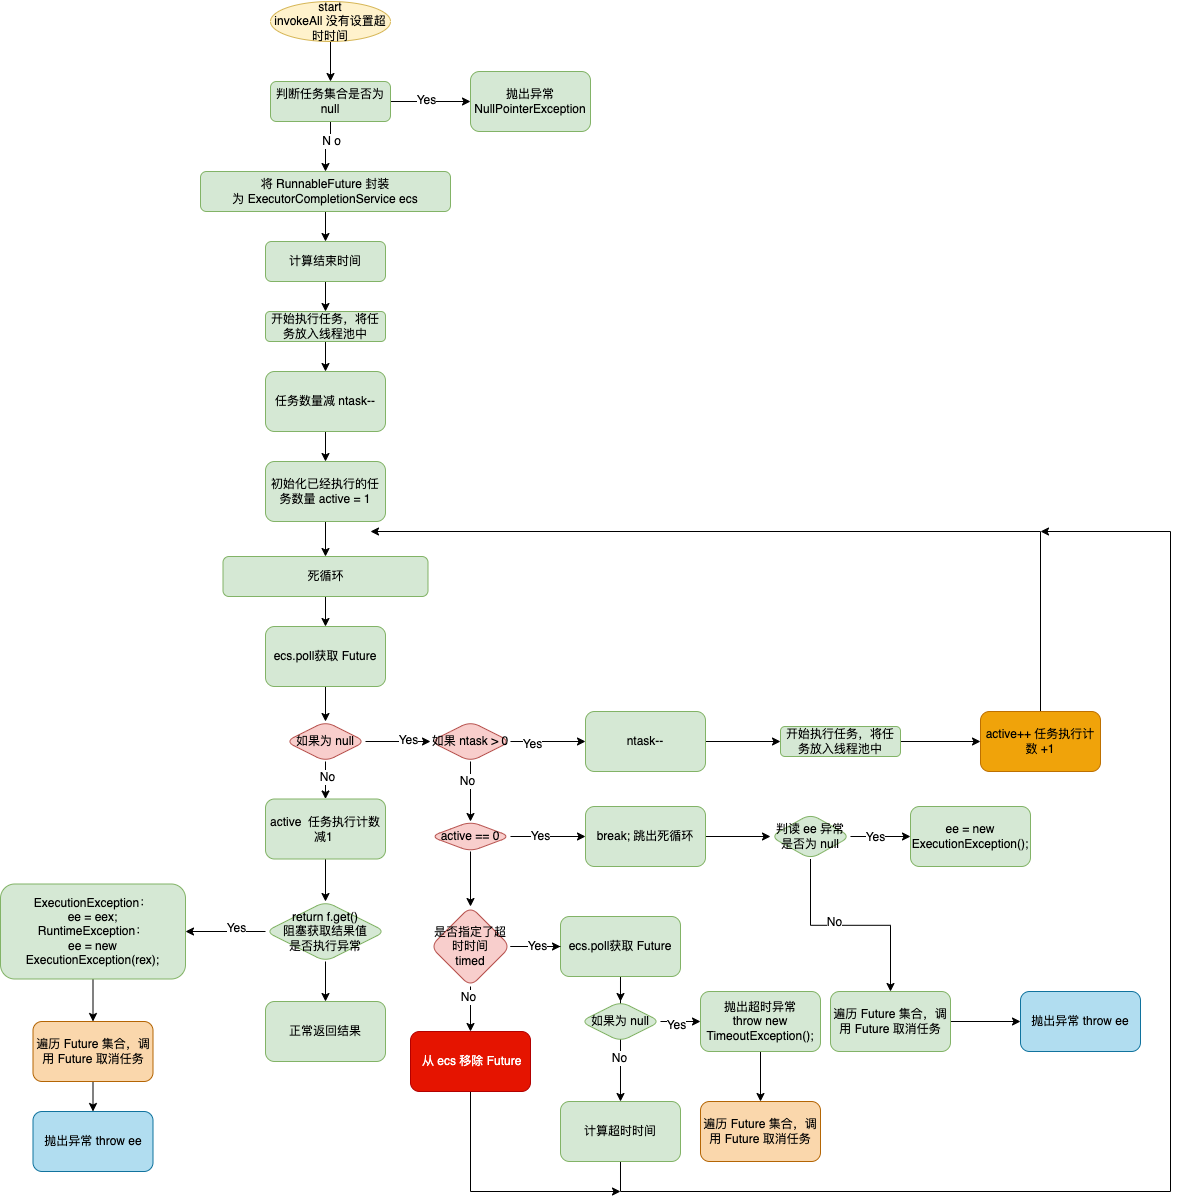 start
invokeAll 没有设置超
时时间
判断任务集合是否为
null
Yes
抛出异常
NullPointerException
N o
将 RunnableFuture 封装
为 ExecutorCompletionService ecs
计算结束时间
开始执行任务，将任
务放入线程池中
任务数量减 ntask--
初始化已经执行的任
务数量 active = 1
死循环
ecs.poll获取 Future
如果为 null
Yes
如果 ntask > 0
Yes
ntask--
开始执行任务，将任
务放入线程池中
active++ 任务执行计
数 +1
No
No
active 任务执行计数
减1
active == 0
Yes
break; 跳出死循环
判读 ee 异常
是否为 null
Yes
ee = new
ExecutionException();
ExecutionException：
ee = eex;
RuntimeException：
ee = new
ExecutionException(rex);
Yes
return f.get()
阻塞获取结果值
是否执行异常
是否指定了超
时时间
timed
Yes
ecs.poll获取 Future
No
No
正常返回结果
如果为 null
Yes
抛出超时异常
throw new
TimeoutException();
遍历 Future 集合，调
用 Future 取消任务
抛出异常 throw ee
遍历 Future 集合，调
用 Future 取消任务
从 ecs 移除 Future
No
抛出异常 throw ee
计算超时时间
遍历 Future 集合，调
用 Future 取消任务